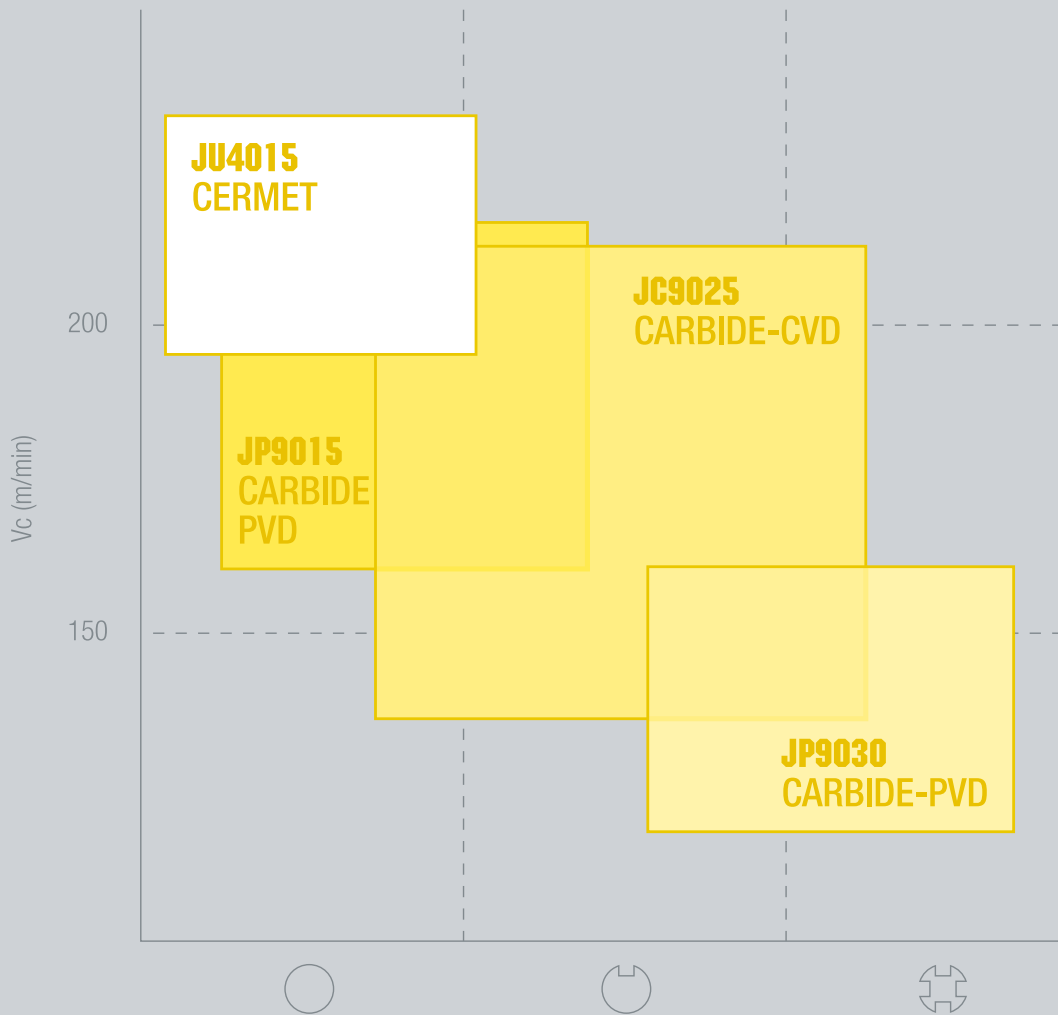 JU4015
CERMET
JC9025
CARBIDE-CVD
200
JP9015
CARBIDE
PVD
Vc (m/min)
150
JP9030
CARBIDE-PVD